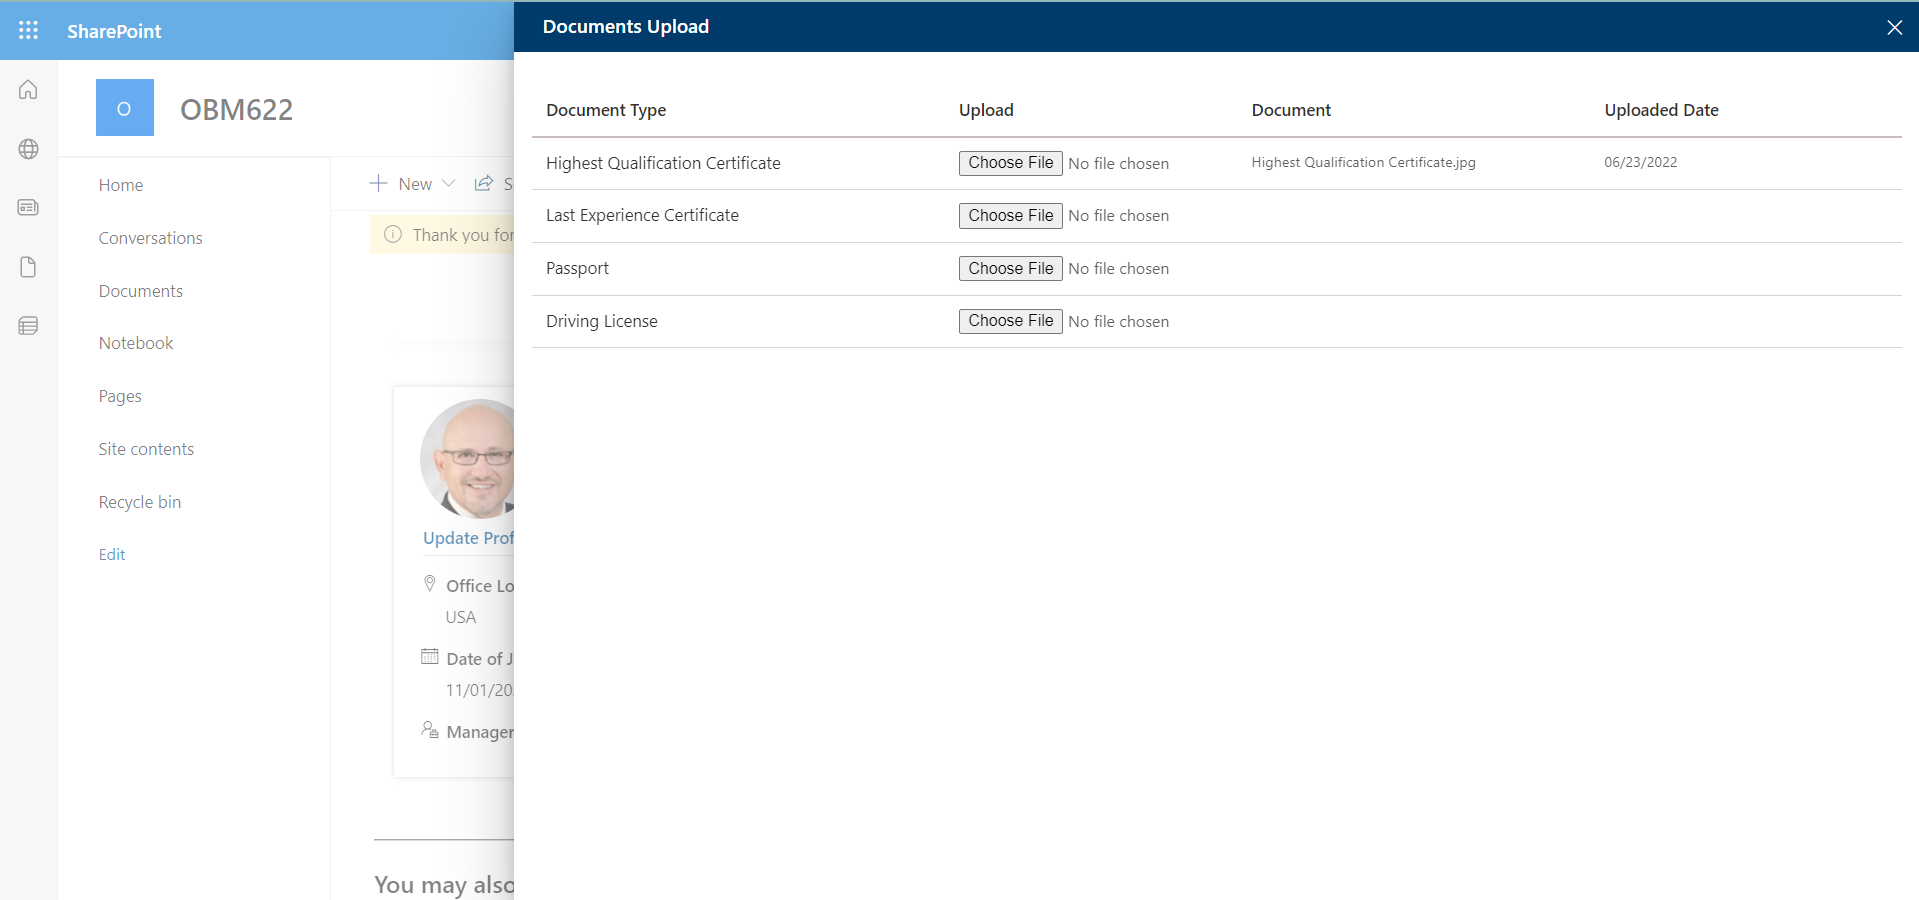 SharePoint
Documents Upload
O
OBM622
Home
Conversations
Documents
Notebook
Pages
Site contents
Recycle bin
Edit
New
S
Thank you for
Update Prof
Office Lo
USA
Date of J
11/01/20
Manager
You may also
Document Type Upload Document Uploaded Date
Highest Qualification Certificate Choose File No file chosen Highest Qualification Certificate.jpg 06/23/2022
Last Experience Certificate Choose File No file chosen
Passport Choose File No file chosen
Driving License Choose File No file chosen